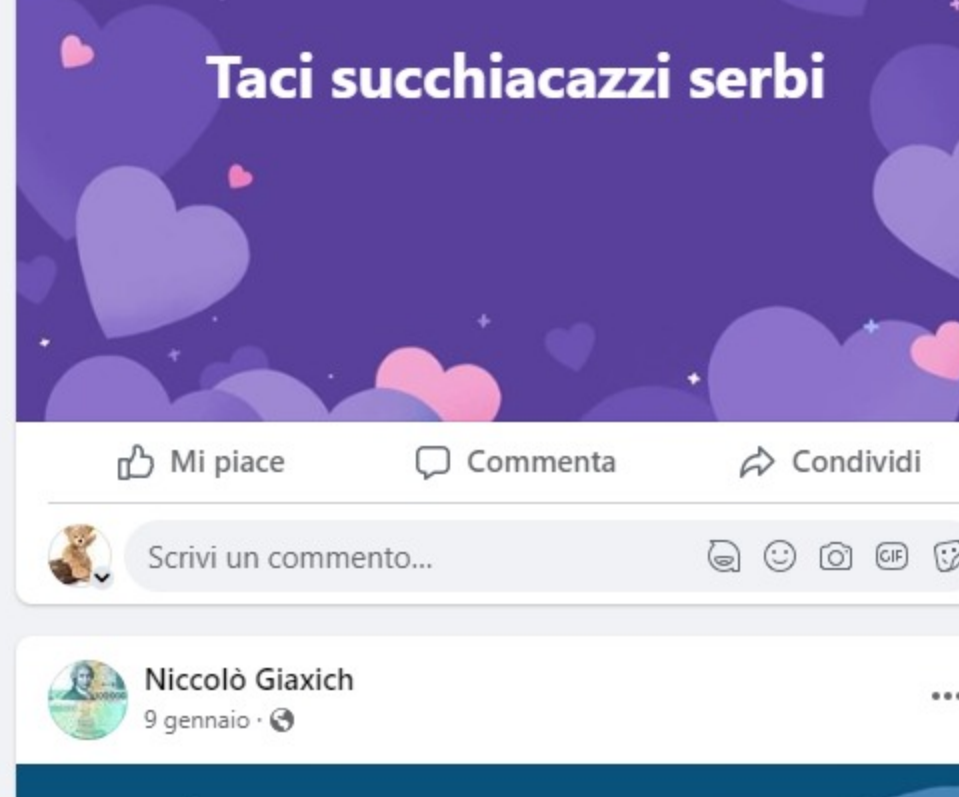 Taci succhiacazzi serbi
Mi piace Commenta Condividi
Scrivi un commento... GIF
Niccolò Giaxich
9 gennaio ·